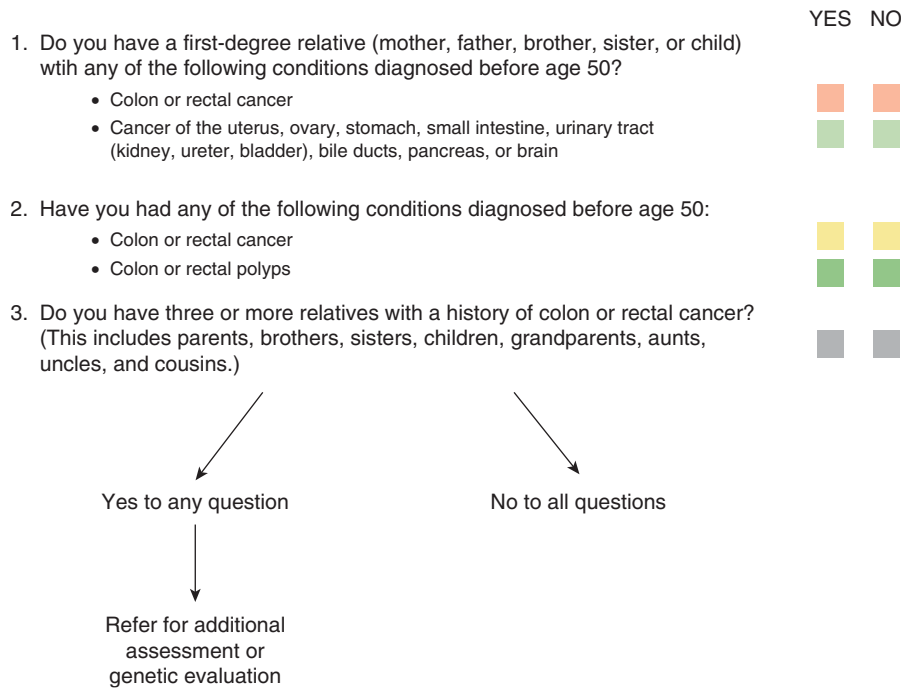 YES NO
1. Do you have a first-degree relative (mother, father, brother, sister, or child)
wtih any of the following conditions diagnosed before age 50?
• Colon or rectal cancer
• Cancer of the uterus, ovary, stomach, small intestine, urinary tract
(kidney, ureter, bladder), bile ducts, pancreas, or brain
2. Have you had any of the following conditions diagnosed before age 50:
• Colon or rectal cancer
• Colon or rectal polyps
3. Do you have three or more relatives with a history of colon or rectal cancer?
(This includes parents, brothers, sisters, children, grandparents, aunts,
uncles, and cousins.)
Yes to any question
No to all questions
Refer for additional
assessment or
genetic evaluation